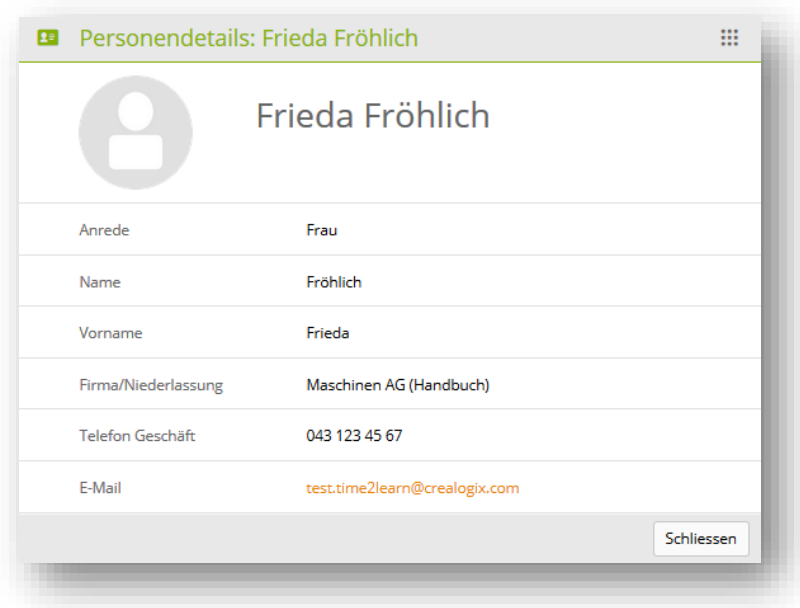 Personendetails: Frieda Fröhlich
Frieda Fröhlich
Anrede Frau
Name Fröhlich
Vorname Frieda
Firma/Niederlassung Maschinen AG (Handbuch)
Telefon Geschäft 043 123 45 67
E-Mail test.time2learn@crealogix.com
Schliessen